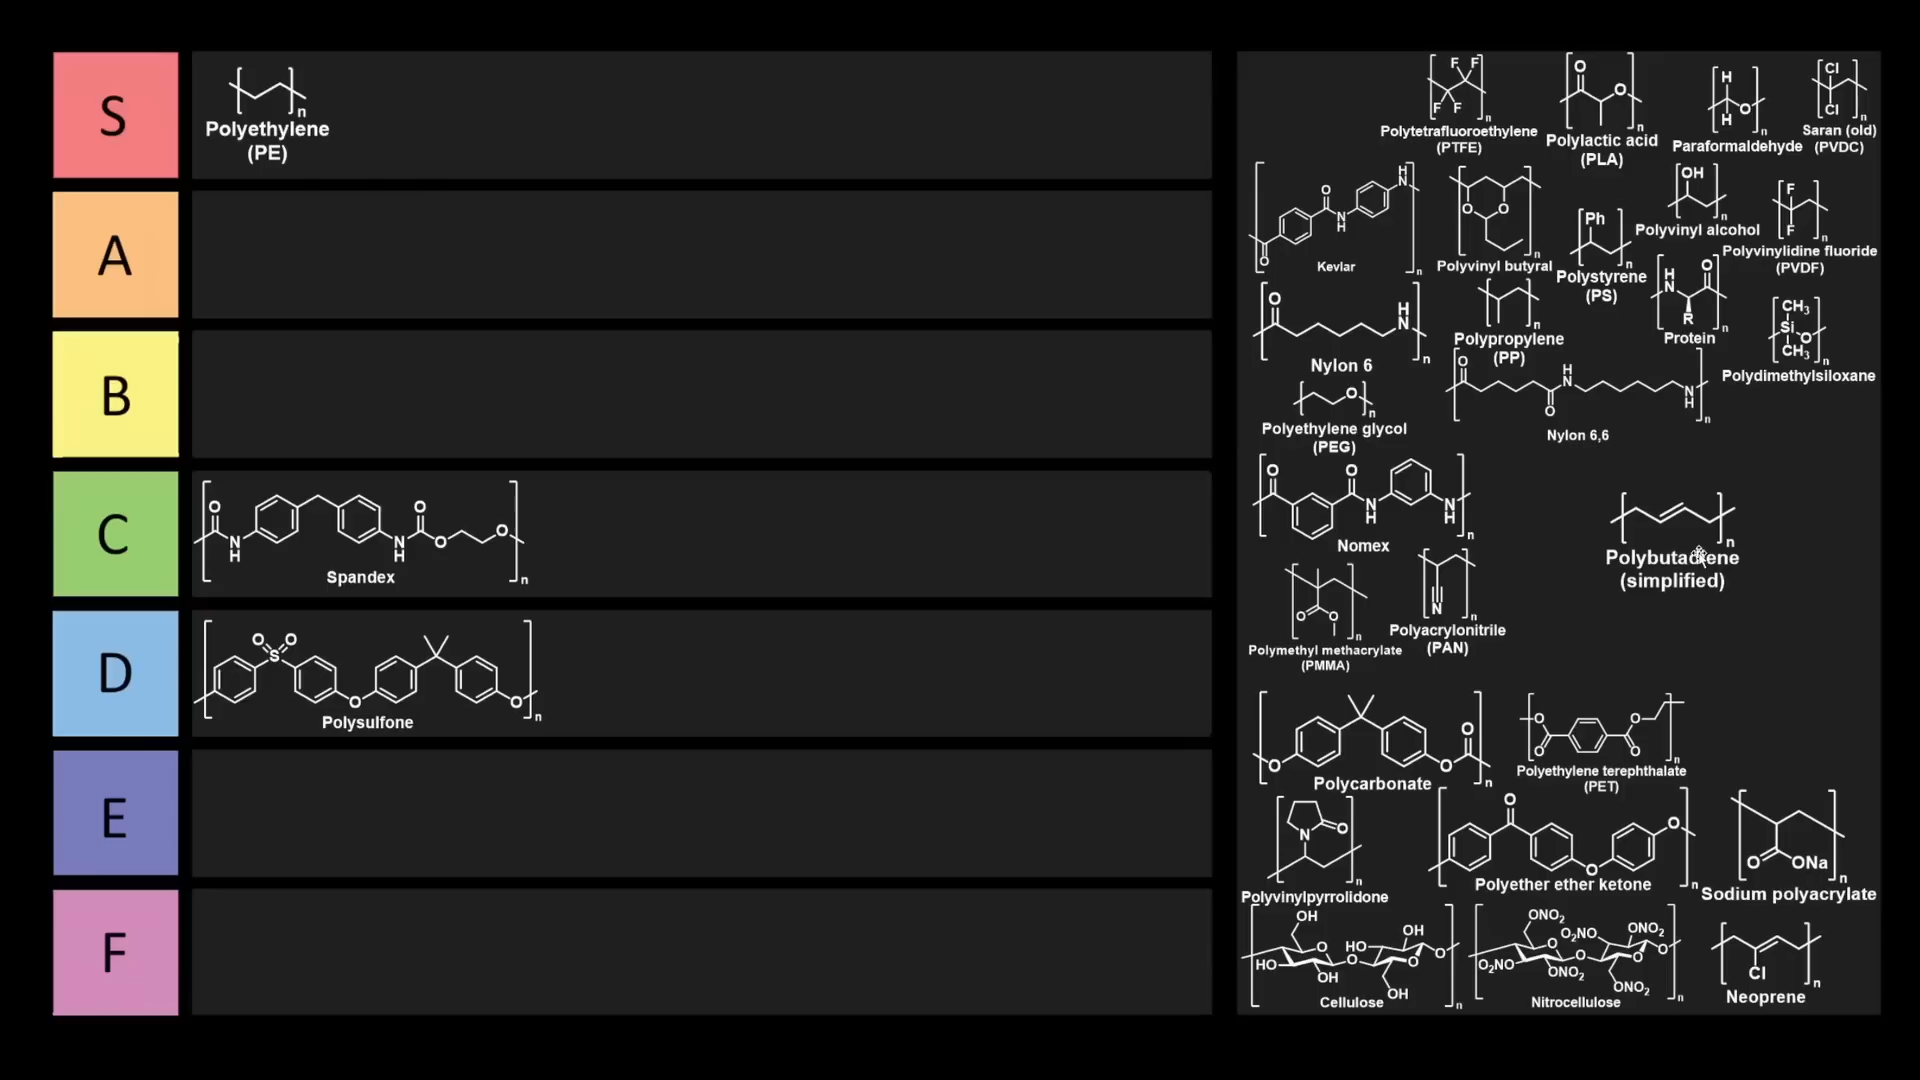 S
Polyethylene
(PE)
A
B
C
Spandex
D
Polysulfone
E
F
Polytetrafluoroethylene
(PTFE)
Polylactic acid
(PLA)
Paraformaldehyde
Saran (old)
(PVDC)
Kevlar
Polyvinyl butyral
Polystyrene
(PS)
Polyvinyl alcohol
Polyvinylidine fluoride
(PVDF)
Nylon 6
Polypropylene
(PP)
Protein
Polydimethylsiloxane
Polyethylene glycol
(PEG)
Nylon 6,6
Nomex
Polybutadiene
(simplified)
Polymethyl methacrylate
(PMMA)
Polyacrylonitrile
(PAN)
Polycarbonate
Polyethylene terephthalate
(PET)
Polyvinylpyrrolidone
Polyether ether ketone
Sodium polyacrylate
Cellulose
Nitrocellulose
Neoprene